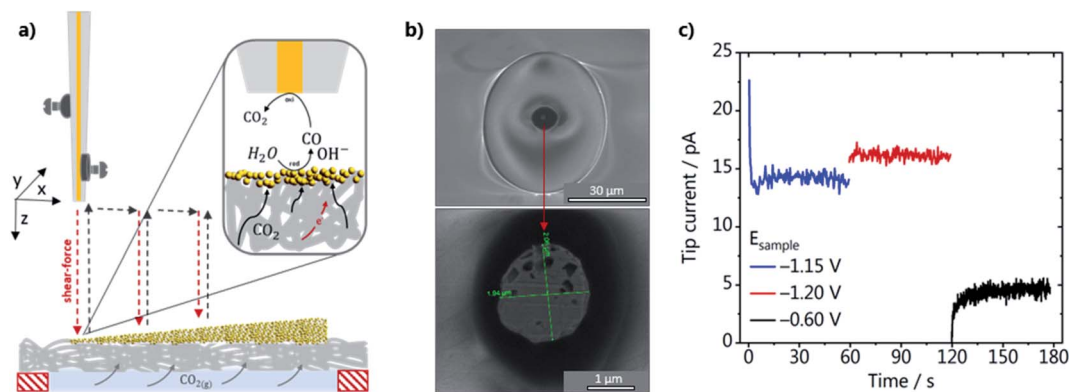 a)
y
x
z
shear-force
CO2(g)
(ox)
CO2
CO
OH−
H2O
red
CO2
e−
b)
30 µm
1.94 µm
1 µm
c)
Time / s
0 30 60 90 120 150 180
Tip current / pA
25
20
15
10
5
0
Esample
−1.15 V
−1.20 V
−0.60 V